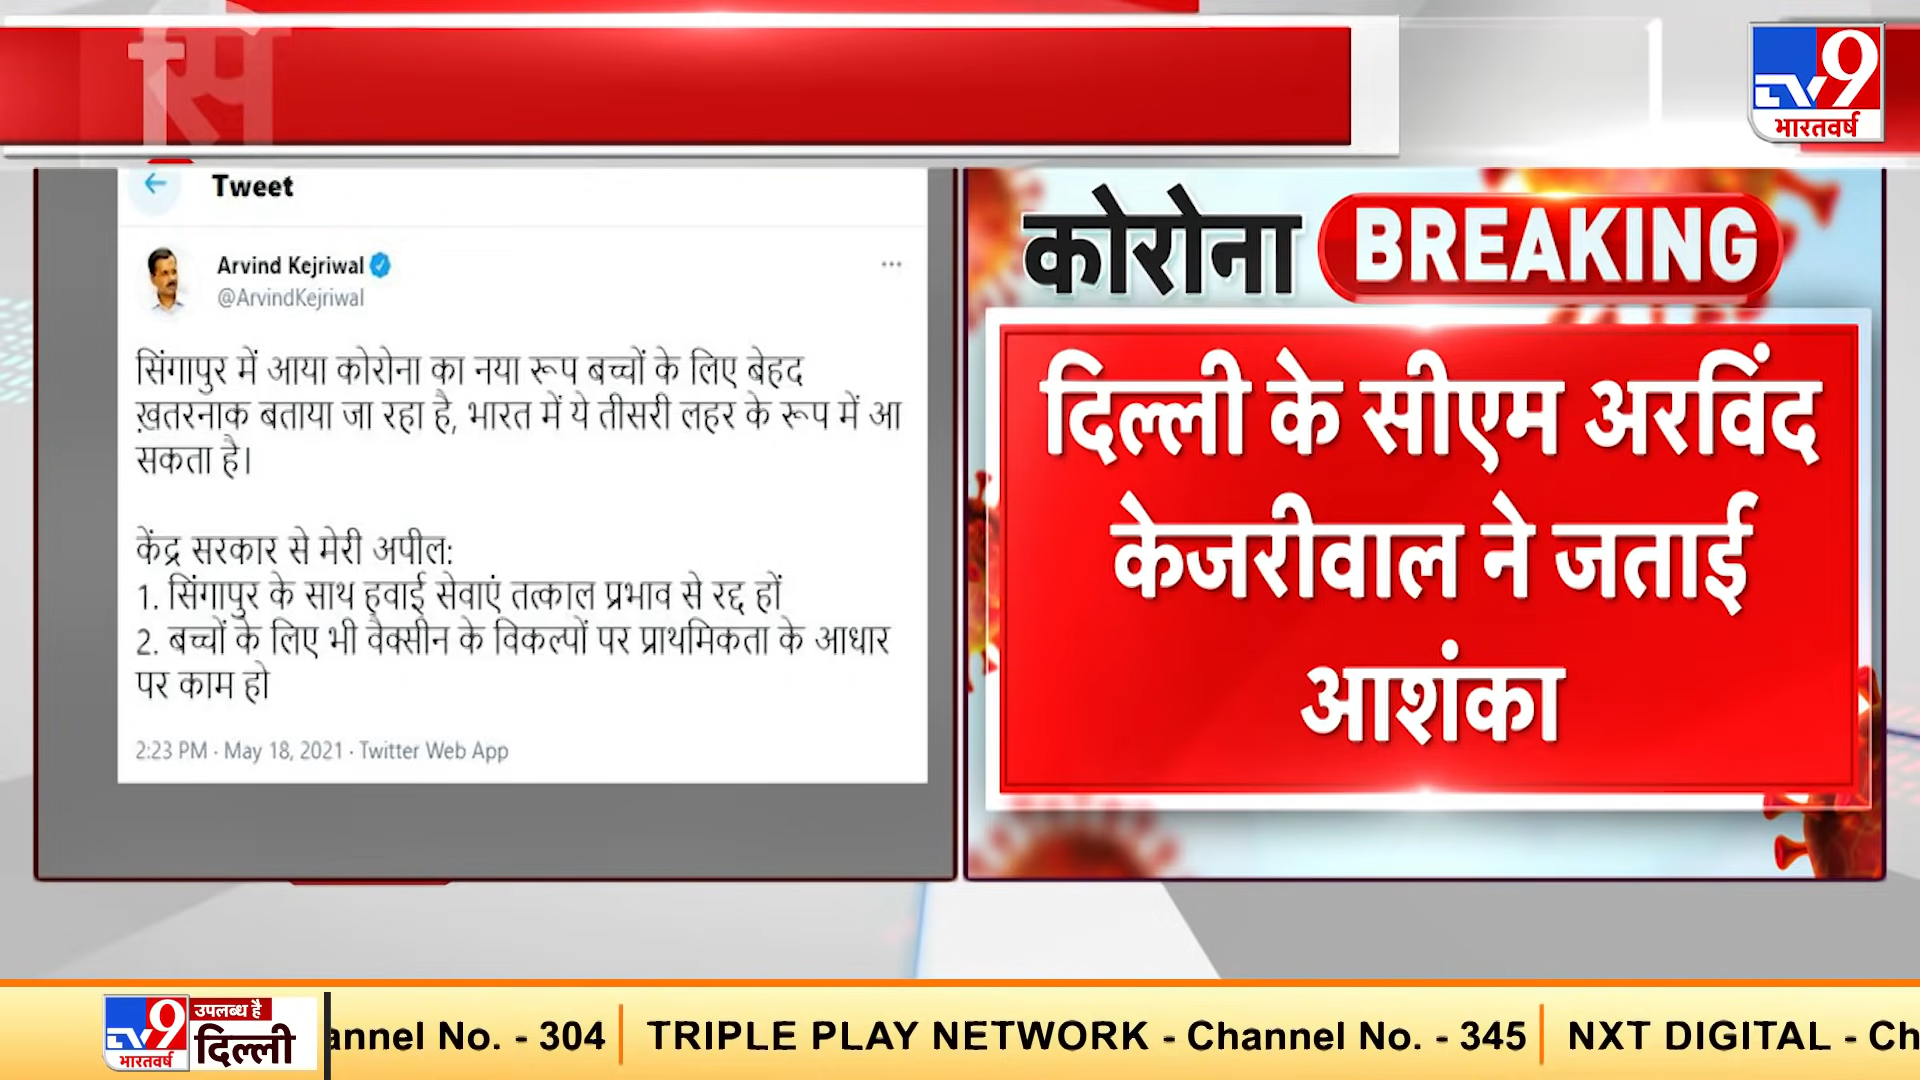 सि
TV9
भारतवर्ष
Tweet
Arvind Kejriwal
@ArvindKejriwal
सिंगापुर में आया कोरोना का नया रूप बच्चों के लिए बेहद
ख़तरनाक बताया जा रहा है, भारत में ये तीसरी लहर के रूप में आ
सकता है।
केंद्र सरकार से मेरी अपील:
1. सिंगापुर के साथ हवाई सेवाएं तत्काल प्रभाव से रद्द हों
2. बच्चों के लिए भी वैक्सीन के विकल्पों पर प्राथमिकता के आधार
पर काम हो
2:23 PM · May 18, 2021 · Twitter Web App
कोरोना BREAKING
दिल्ली के सीएम अरविंद
केजरीवाल ने जताई
आशंका
TV9
भारतवर्ष
उपलब्ध है
दिल्ली
annel No. - 304 TRIPLE PLAY NETWORK - Channel No. - 345 NXT DIGITAL - Ch